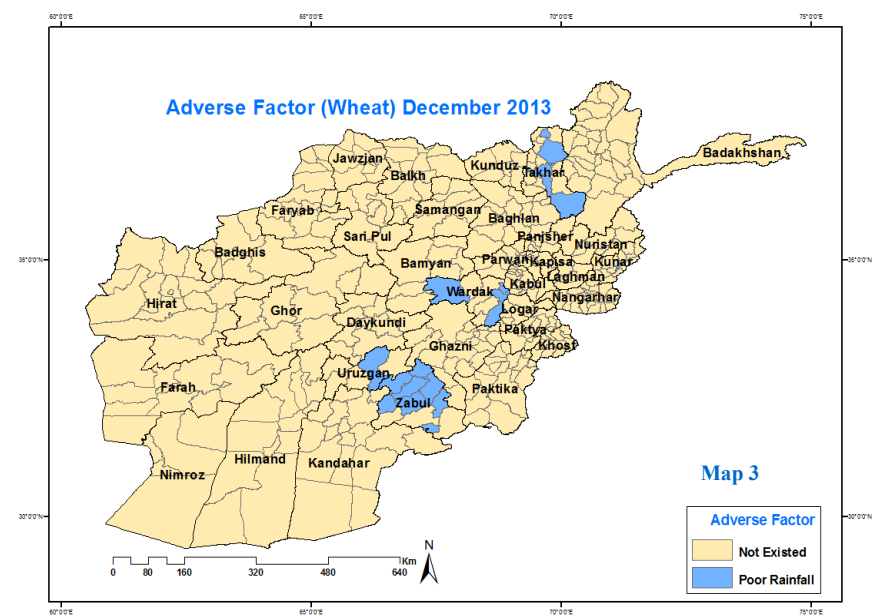 60°0'0"E 65°0'0"E 70°0'0"E 75°0'0"E
Adverse Factor (Wheat) December 2013
Badakhshan
Jawzjan
Kunduz
Takhar
Balkh
Faryab
Samangan
Baghlan
Sari Pul
Panjsher
Nuristan
Badghis
35°0'0"N 35°0'0"N
Bamyan
Parwan
Kapisa
Kunar
Laghman
Kabul
Wardak
Nangarhar
Hirat
Ghor
Logar
Daykundi
Paktya
Ghazni
Khost
Uruzgan
Farah
Paktika
Zabul
Hilmand
Kandahar
Nimroz
Map 3
Adverse Factor
Not Existed
Poor Rainfall
30°0'0"N 30°0'0"N
N
Km
0 80 160 320 480 640
60°0'0"E 65°0'0"E 70°0'0"E 75°0'0"E